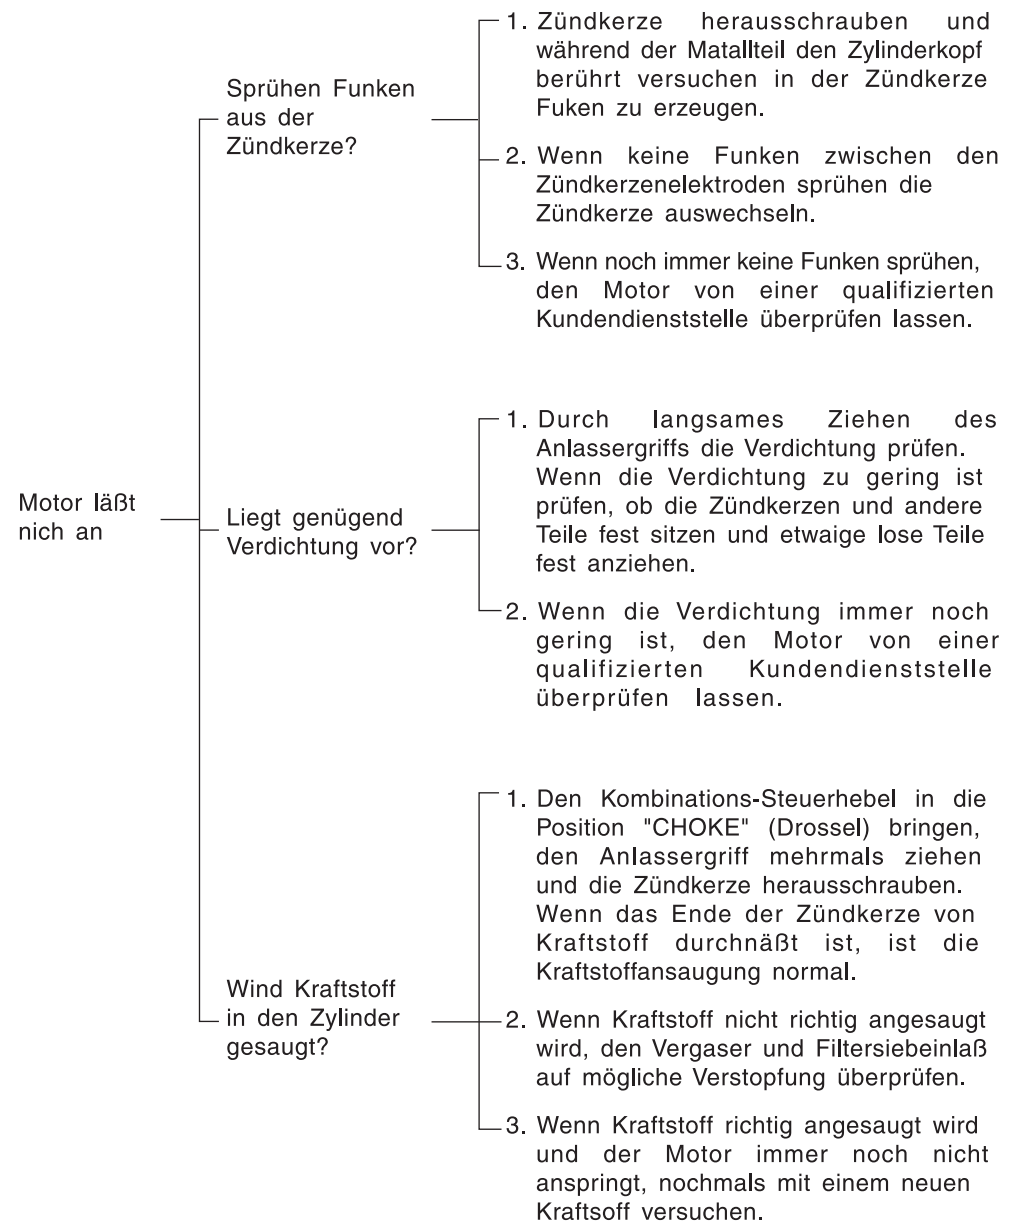 Motor läßt
nich an
Sprühen Funken
aus der
Zündkerze?
1. Zündkerze herausschrauben und
während der Matallteil den Zylinderkopf
berührt versuchen in der Zündkerze
Fuken zu erzeugen.
2. Wenn keine Funken zwischen den
Zündkerzenelektroden sprühen die
Zündkerze auswechseln.
3. Wenn noch immer keine Funken sprühen,
den Motor von einer qualifizierten
Kundendienststelle überprüfen lassen.
Liegt genügend
Verdichtung vor?
1. Durch langsames Ziehen des
Anlassergriffs die Verdichtung prüfen.
Wenn die Verdichtung zu gering ist
prüfen, ob die Zündkerzen und andere
Teile fest sitzen und etwaige lose Teile
fest anziehen.
2. Wenn die Verdichtung immer noch
gering ist, den Motor von einer
qualifizierten Kundendienststelle
überprüfen lassen.
Wind Kraftstoff
in den Zylinder
gesaugt?
1. Den Kombinations-Steuerhebel in die
Position "CHOKE" (Drossel) bringen,
den Anlassergriff mehrmals ziehen
und die Zündkerze herausschrauben.
Wenn das Ende der Zündkerze von
Kraftstoff durchnäßt ist, ist die
Kraftstoffansaugung normal.
2. Wenn Kraftstoff nicht richtig angesaugt
wird, den Vergaser und Filtersiebeinlaß
auf mögliche Verstopfung überprüfen.
3. Wenn Kraftstoff richtig angesaugt wird
und der Motor immer noch nicht
anspringt, nochmals mit einem neuen
Kraftsoff versuchen.